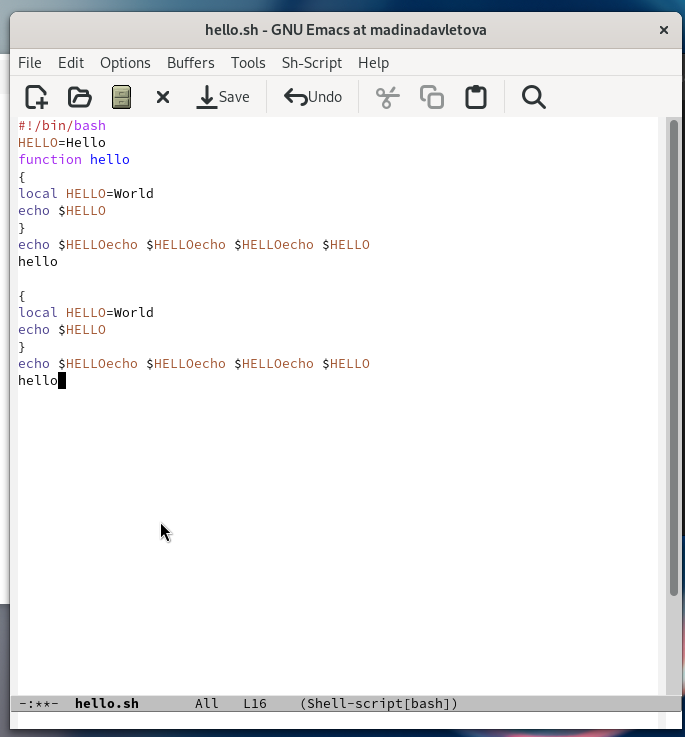 hello.sh - GNU Emacs at madinadavletova
File Edit Options Buffers Tools Sh-Script Help
Save Undo
#!/bin/bash
HELLO=Hello
function hello
{
local HELLO=World
echo $HELLO
}
echo $HELLOecho $HELLOecho $HELLOecho $HELLO
hello
{
local HELLO=World
echo $HELLO
}
echo $HELLOecho $HELLOecho $HELLOecho $HELLO
hello
-:**- hello.sh All L16 (Shell-script[bash])